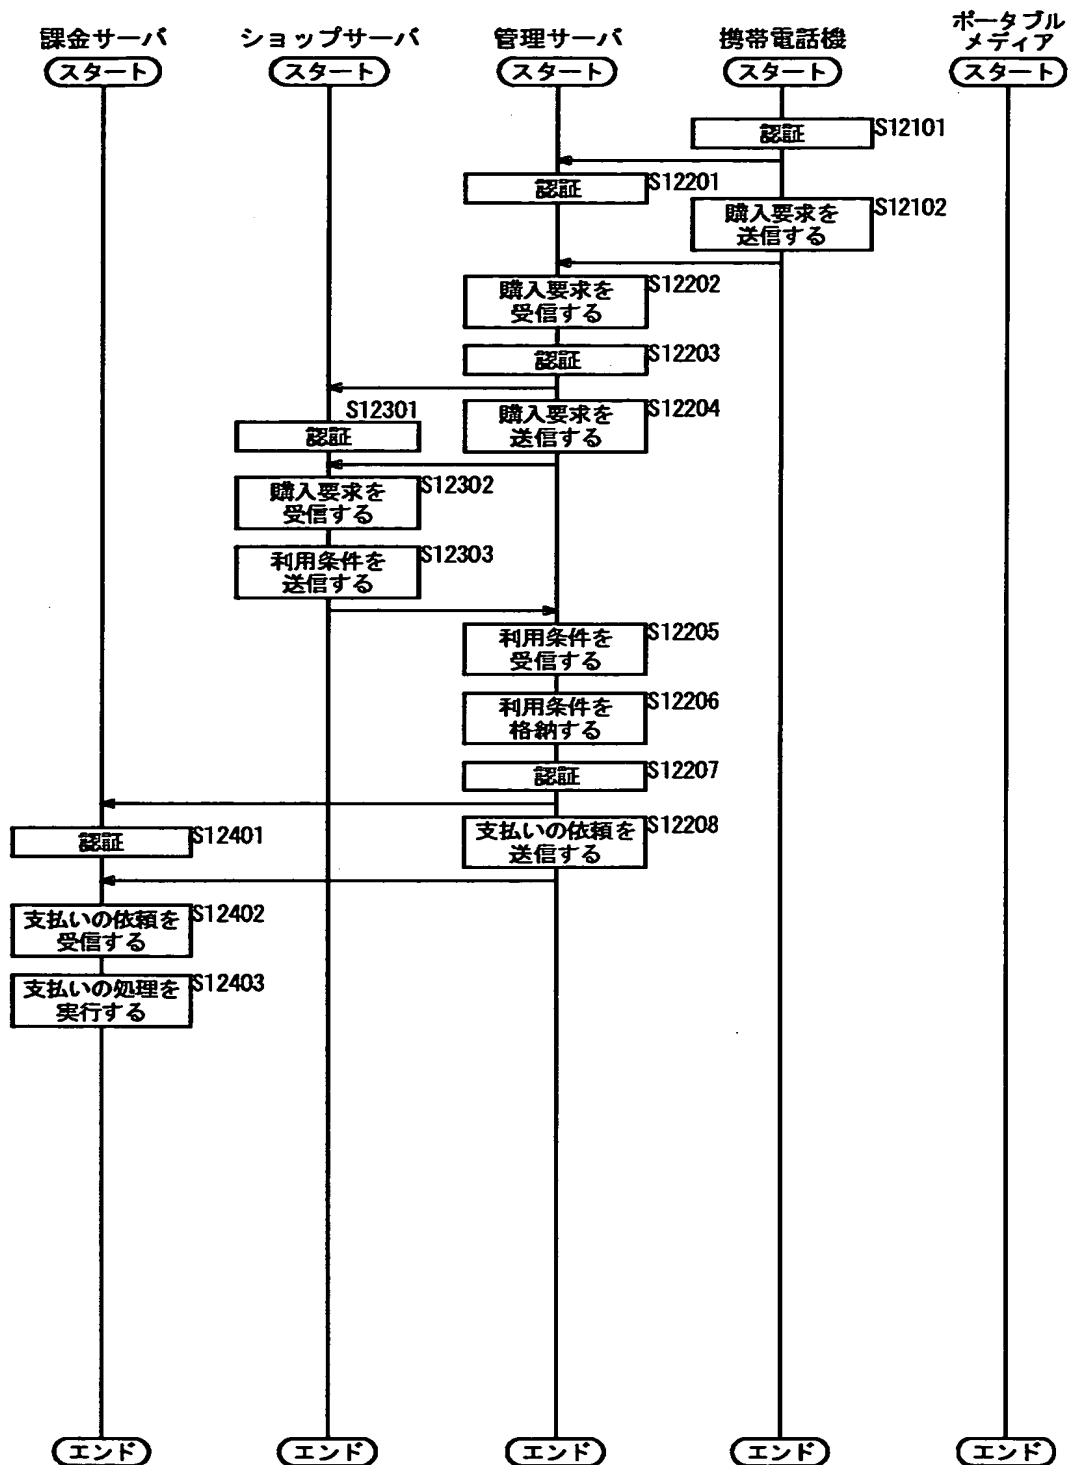 課金サーバ
ショップサーバ
管理サーバ
携帯電話機
ポータブル
メディア
スタート
スタート
スタート
スタート
スタート
認証
S12101
認証
S12201
購入要求を
送信する
S12102
購入要求を
受信する
S12202
認証
S12203
購入要求を
送信する
S12204
S12301
認証
購入要求を
受信する
S12302
利用条件を
送信する
S12303
利用条件を
受信する
S12205
利用条件を
格納する
S12206
認証
S12207
支払いの依頼を
送信する
S12208
認証
S12401
支払いの依頼を
受信する
S12402
支払いの処理を
実行する
S12403
エンド
エンド
エンド
エンド
エンド